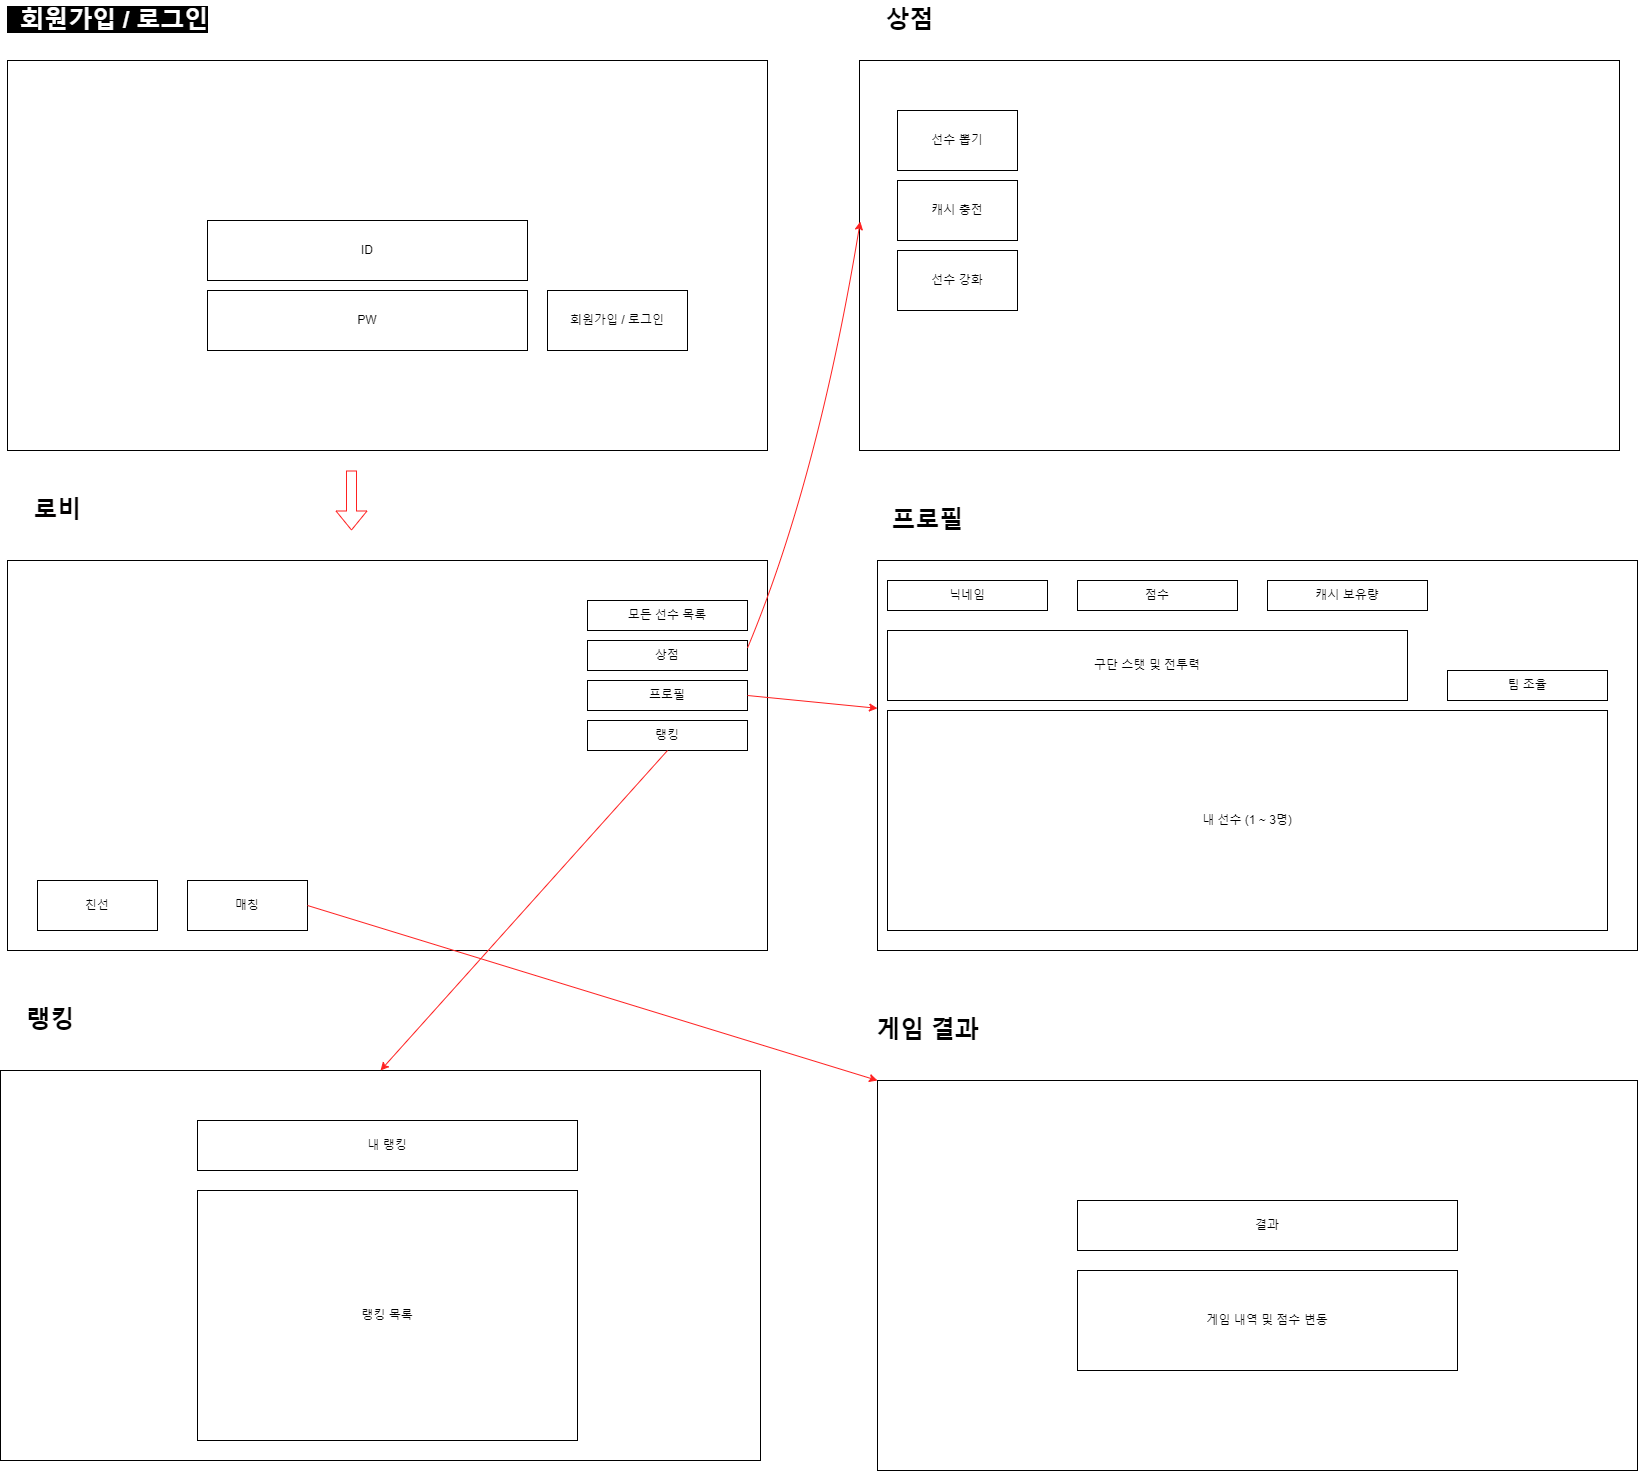 회원가입 / 로그인
ID
PW
회원가입 / 로그인
상점
선수 뽑기
캐시 충전
선수 강화
로비
모든 선수 목록
상점
프로필
랭킹
친선
매칭
프로필
닉네임
점수
캐시 보유량
구단 스탯 및 전투력
팀 조율
내 선수 (1 ~ 3명)
랭킹
내 랭킹
랭킹 목록
게임 결과
결과
게임 내역 및 점수 변동